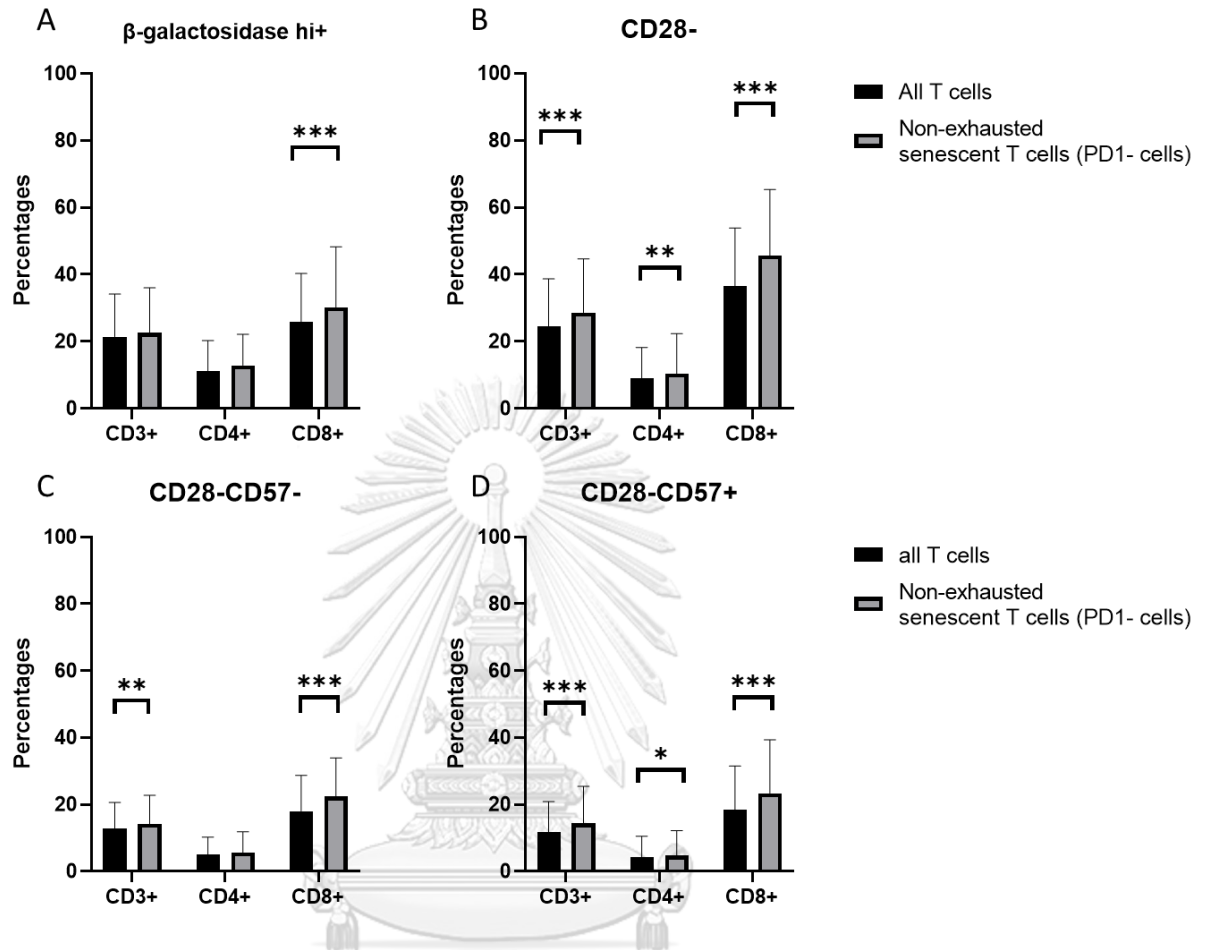 A
β-galactosidase hi+
100
80
60
40
20
0
Percentages
***
CD3+ CD4+ CD8+
B
CD28-
100
80
60
40
20
0
Percentages
***
**
***
CD3+ CD4+ CD8+
All T cells
Non-exhausted
senescent T cells (PD1- cells)
C
CD28-CD57-
100
80
60
40
20
0
Percentages
**
***
CD3+ CD4+ CD8+
D
CD28-CD57+
100
80
60
40
20
0
Percentages
***
*
***
CD3+ CD4+ CD8+
all T cells
Non-exhausted
senescent T cells (PD1- cells)